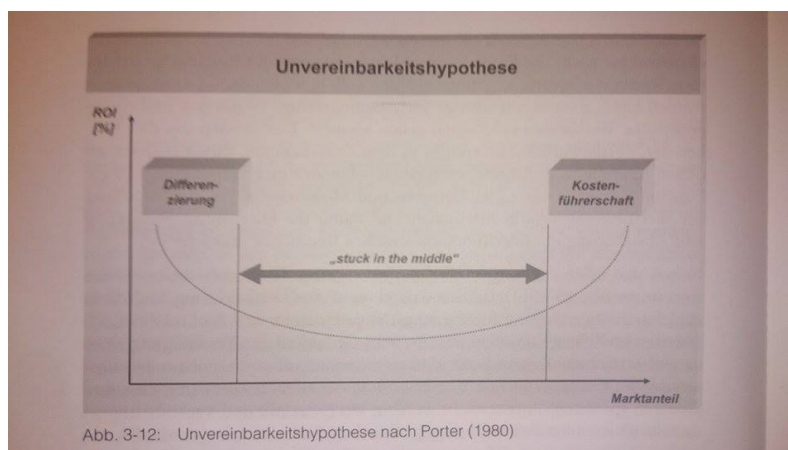 Unvereinbarkeitshypothese
ROI
[%]
Differen-
zierung
Kosten-
führerschaft
„stuck in the middle“
Marktanteil
Abb. 3-12: Unvereinbarkeitshypothese nach Porter (1980)